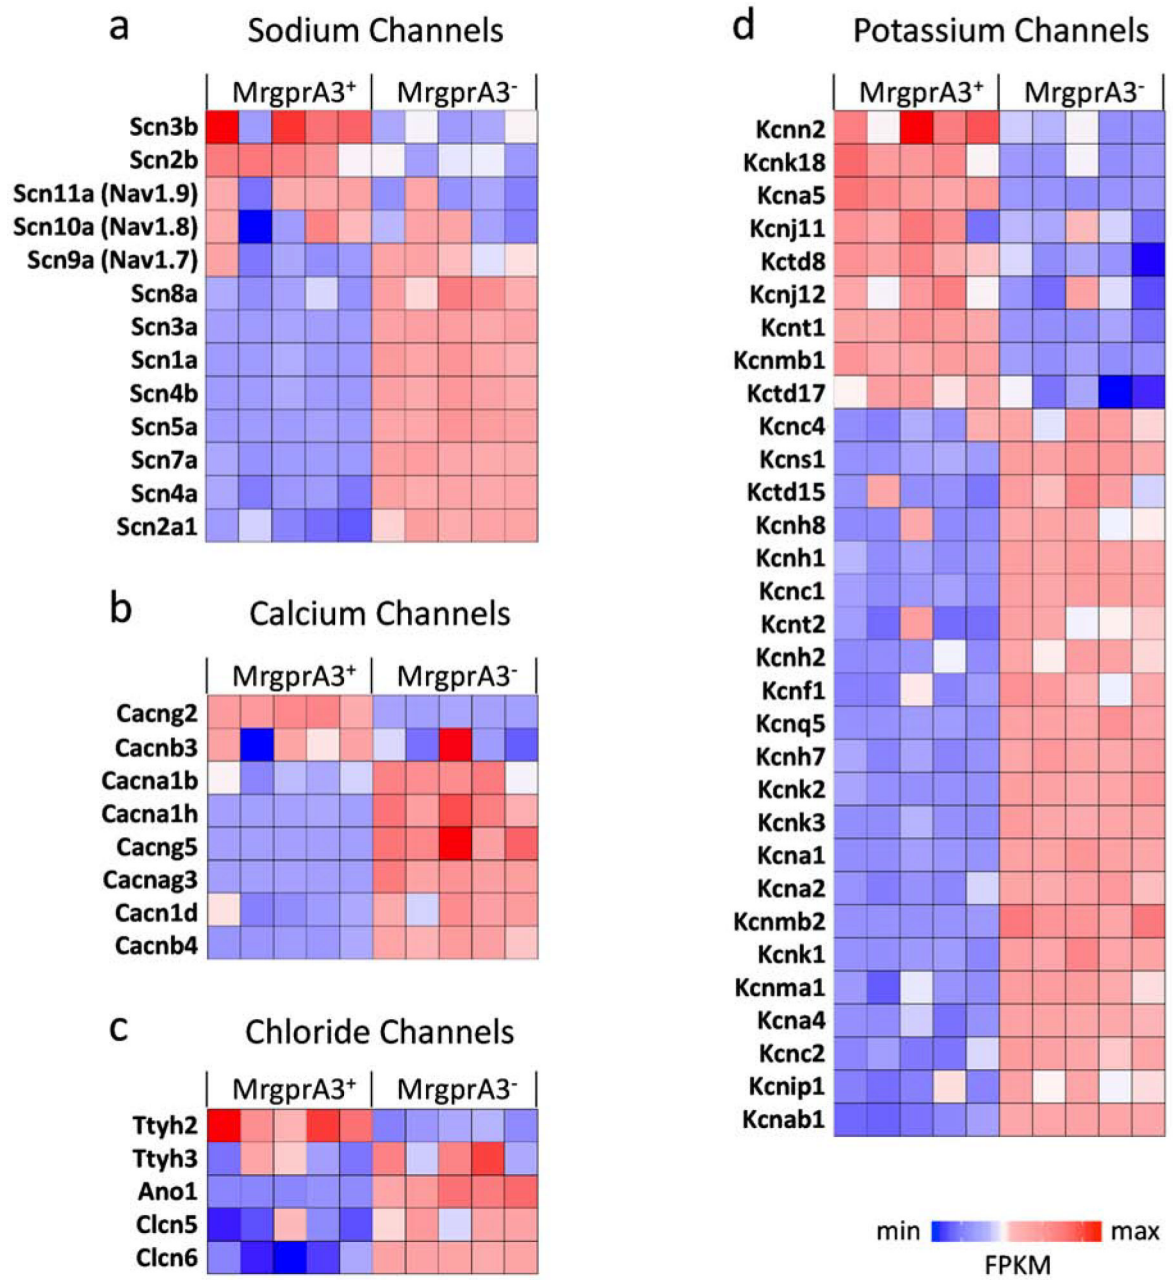 a
Sodium Channels
MrgprA3⁺ MrgprA3⁻
Scn3b
Scn2b
Scn11a (Nav1.9)
Scn10a (Nav1.8)
Scn9a (Nav1.7)
Scn8a
Scn3a
Scn1a
Scn4b
Scn5a
Scn7a
Scn4a
Scn2a1
b
Calcium Channels
MrgprA3⁺ MrgprA3⁻
Cacng2
Cacnb3
Cacna1b
Cacna1h
Cacng5
Cacnag3
Cacn1d
Cacnb4
c
Chloride Channels
MrgprA3⁺ MrgprA3⁻
Ttyh2
Ttyh3
Ano1
Clcn5
Clcn6
d
Potassium Channels
MrgprA3⁺ MrgprA3⁻
Kcnn2
Kcnk18
Kcna5
Kcnj11
Kctd8
Kcnj12
Kcnt1
Kcnmb1
Kctd17
Kcnc4
Kcns1
Kctd15
Kcnh8
Kcnh1
Kcnc1
Kcnt2
Kcnh2
Kcnf1
Kcnq5
Kcnh7
Kcnk2
Kcnk3
Kcna1
Kcna2
Kcnmb2
Kcnk1
Kcnma1
Kcna4
Kcnc2
Kcnip1
Kcnab1
min max
FPKM